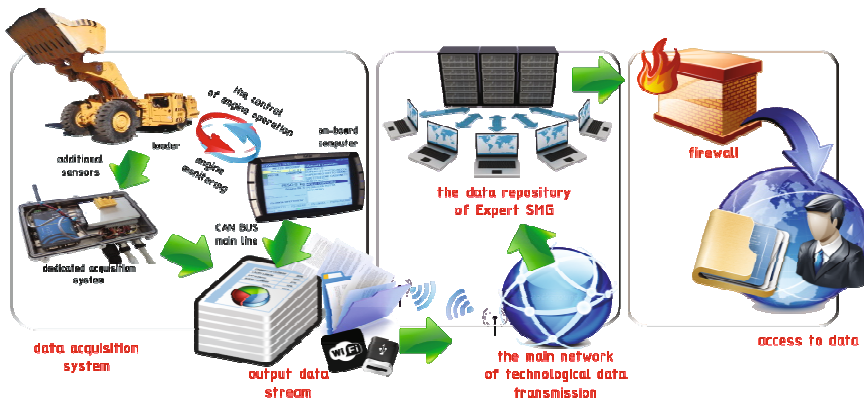 the control
of engine operation
engine
monitoring
loader
on-board
computer
additional
sensors
CAN BUS
main line
dedicated acquisition
system
data acquisition
system
output data
stream
Wi Fi
the data repository
of Expert SMG
the main network
of technological data
transmission
firewall
access to data